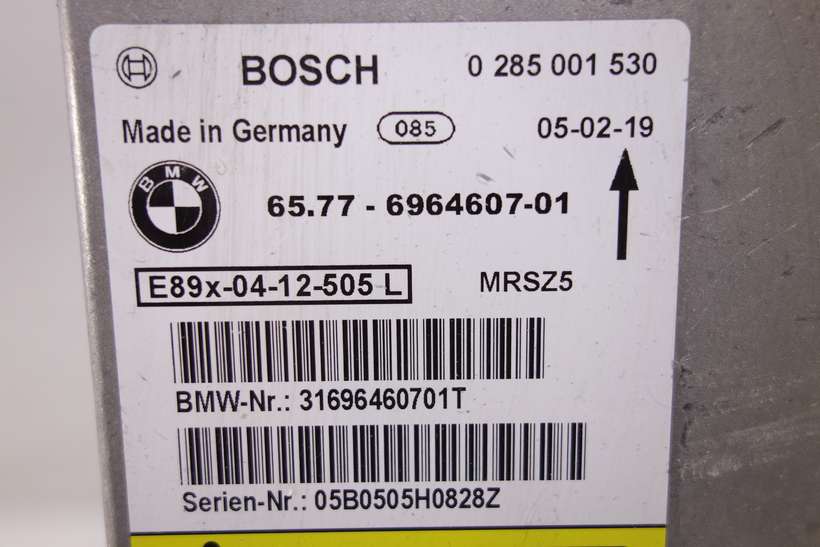 BOSCH 0 285 001 530
Made in Germany 085 05-02-19
BMW
65.77 - 6964607-01
E89x-04-12-505 L MRSZ5
BMW-Nr.: 31696460701T
Serien-Nr.: 05B0505H0828Z